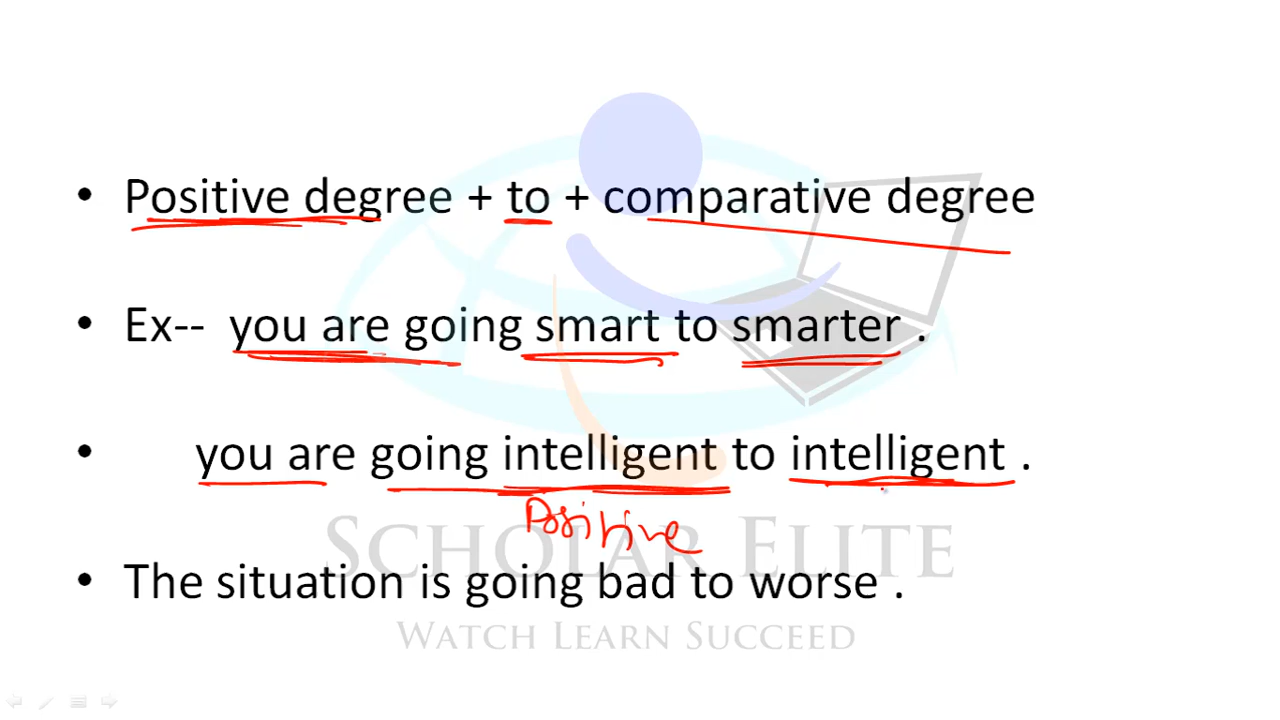 • Positive degree + to + comparative degree
• Ex-- you are going smart to smarter .
• you are going intelligent to intelligent .
Positive
SCHOLAR ELITE
• The situation is going bad to worse .
WATCH LEARN SUCCEED